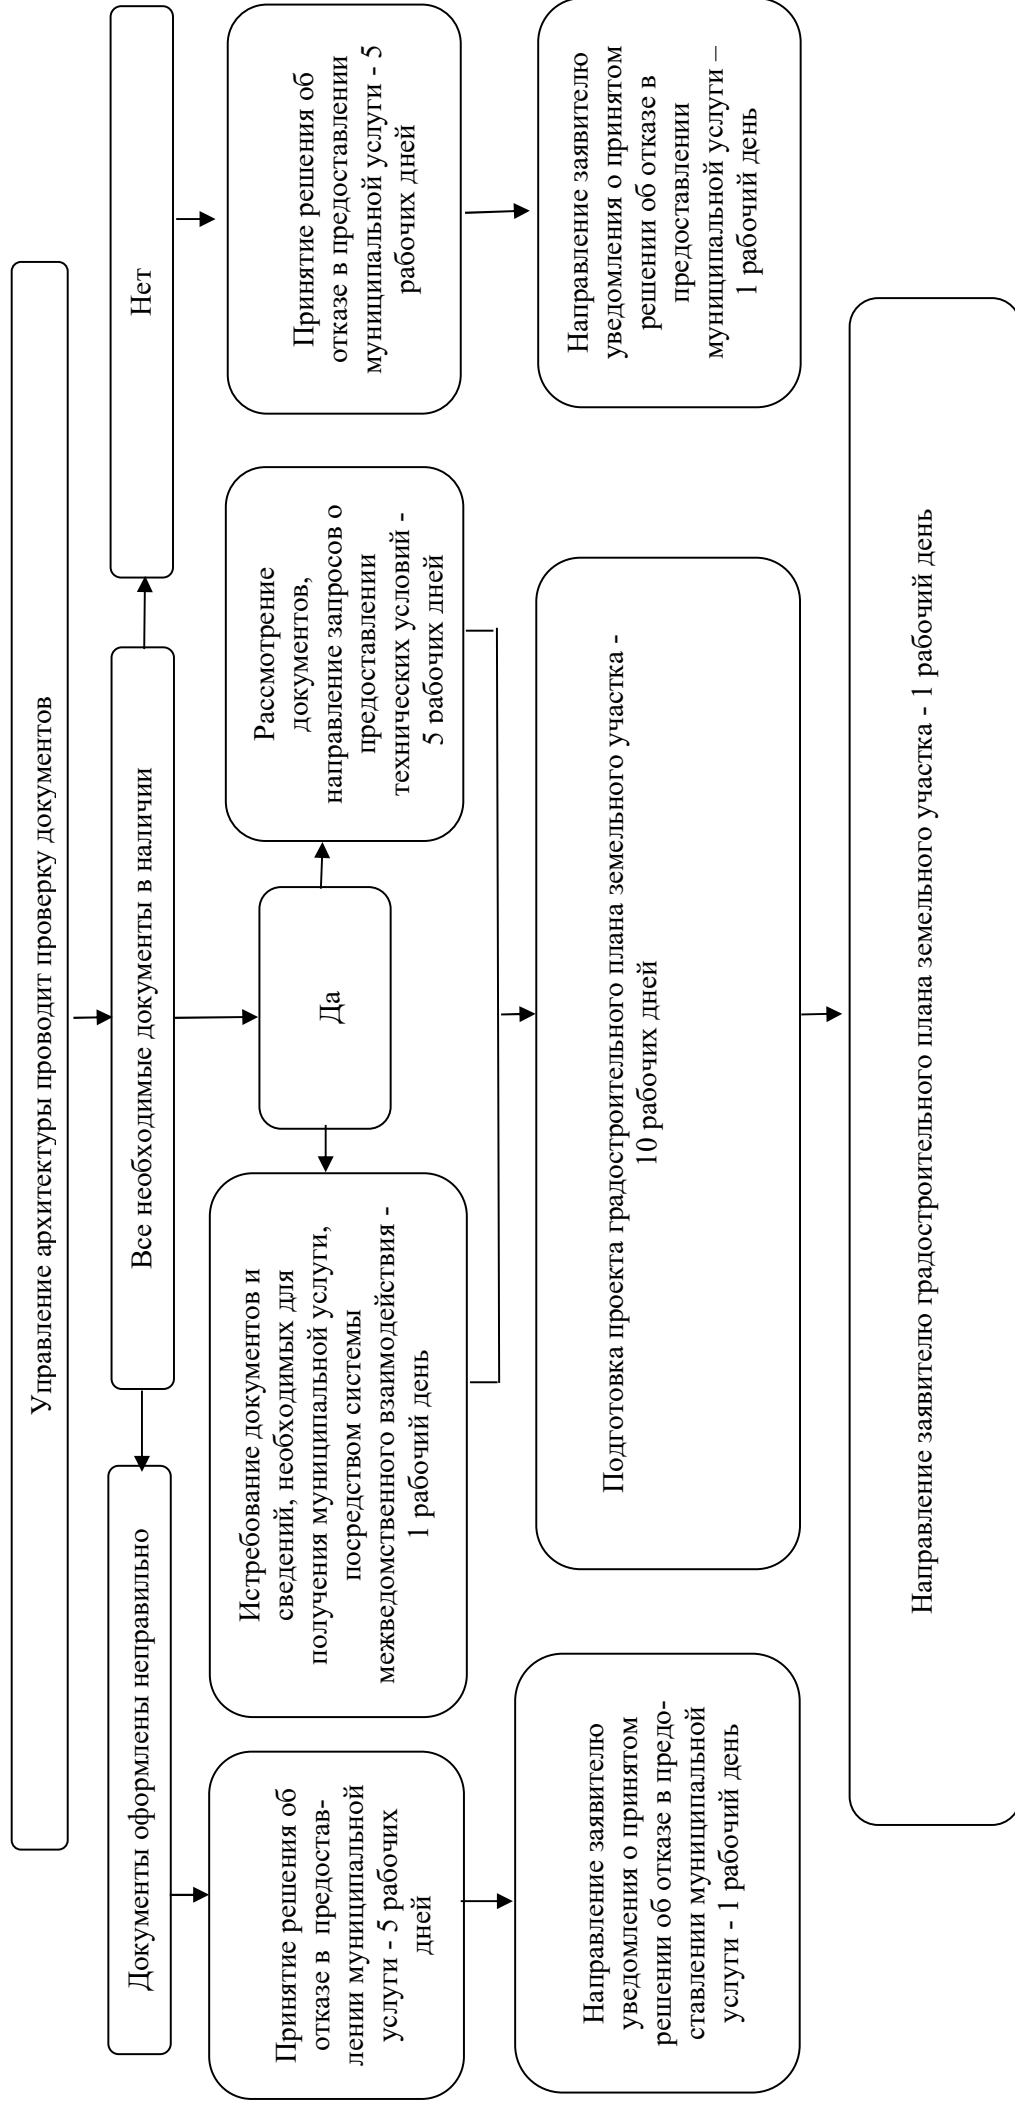 Управление архитектуры проводит проверку документов
Документы оформлены неправильно
Все необходимые документы в наличии
Нет
Принятие решения об
отказе в предостав-
лении муниципальной
услуги - 5 рабочих
дней
Истребование документов и
сведений, необходимых для
получения муниципальной услуги,
посредством системы
межведомственного взаимодействия -
1 рабочий день
Да
Рассмотрение
документов,
направление запросов о
предоставлении
технических условий -
5 рабочих дней
Принятие решения об
отказе в предоставлении
муниципальной услуги - 5
рабочих дней
Направление заявителю
уведомления о принятом
решении об отказе в предо-
ставлении муниципальной
услуги - 1 рабочий день
Подготовка проекта градостроительного плана земельного участка -
10 рабочих дней
Направление заявителю
уведомления о принятом
решении об отказе в
предоставлении
муниципальной услуги –
1 рабочий день
Направление заявителю градостроительного плана земельного участка - 1 рабочий день